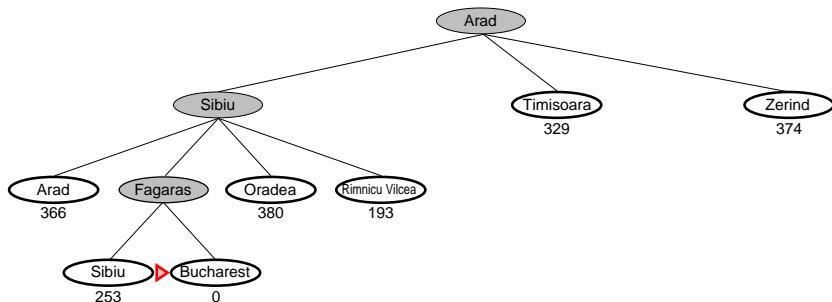 Arad
Sibiu
Timisoara
Zerind
329
374
Arad
Fagaras
Oradea
Rimnicu Vilcea
366
380
193
Sibiu
Bucharest
253
0